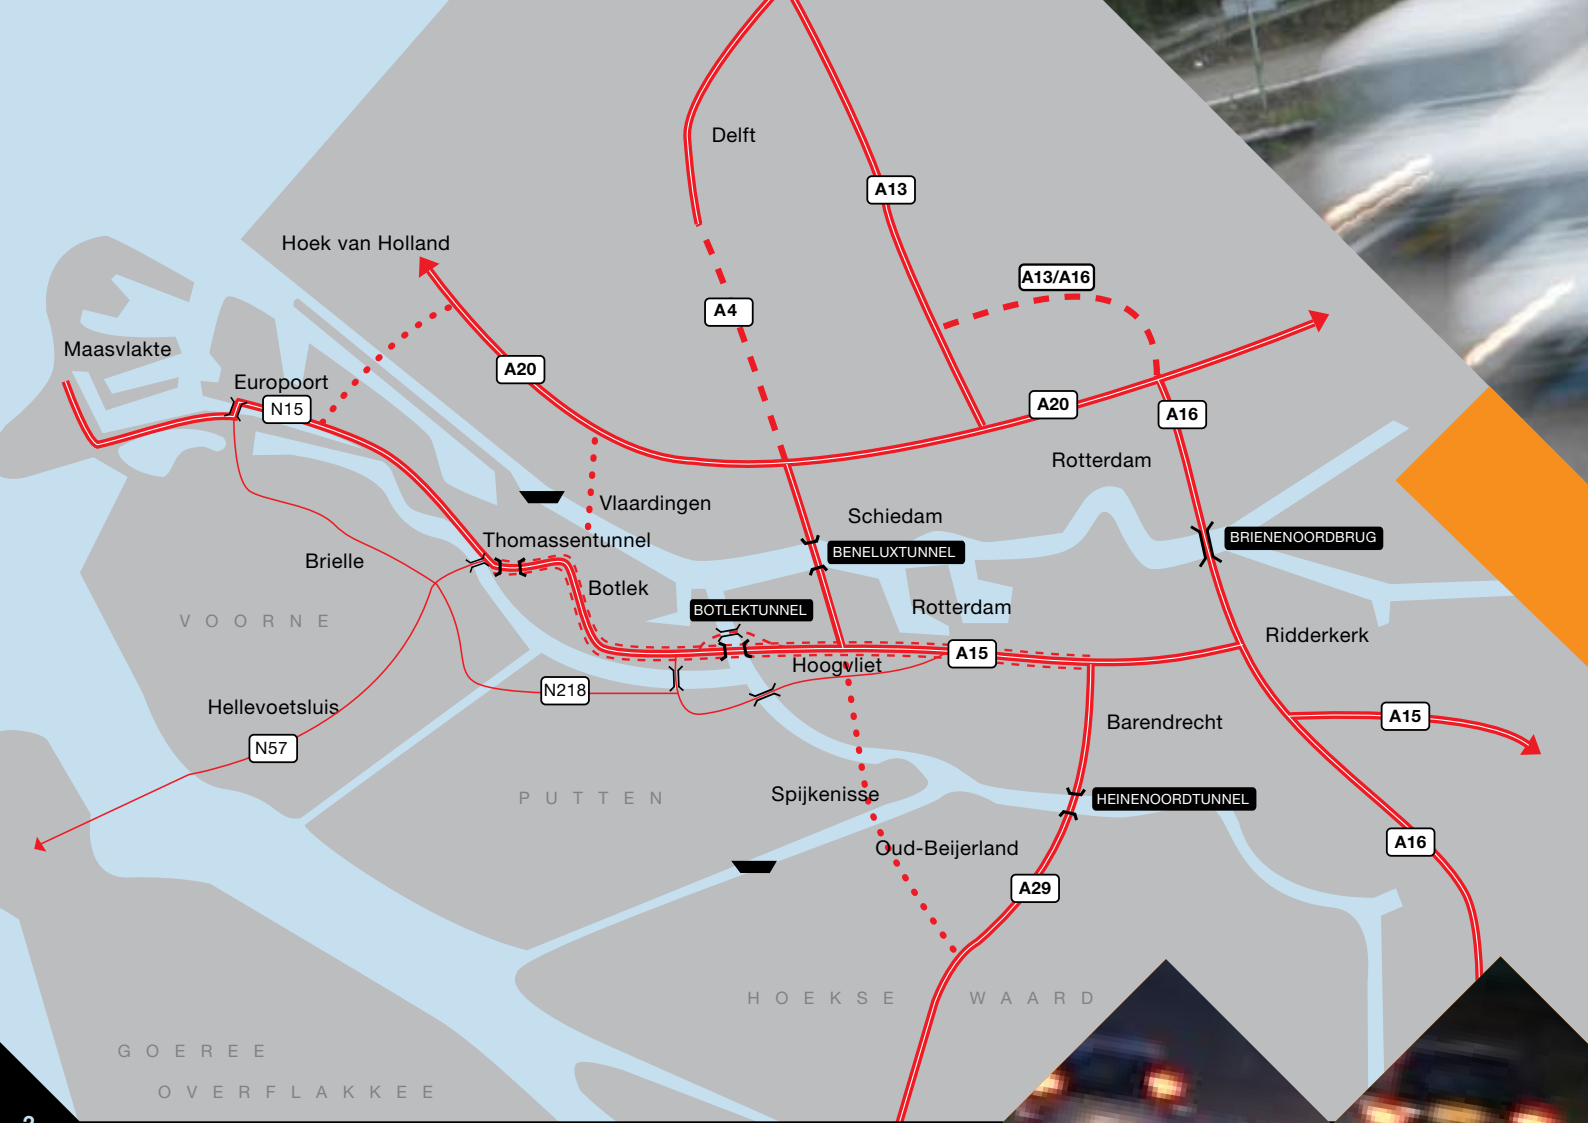 Delft
A13
Hoek van Holland
A13/A16
A4
Maasvlakte
A20
Europoort
N15
A20
A16
Rotterdam
Vlaardingen
Schiedam
BRIENENOORDBRUG
Thomassentunnel
BENELUXTUNNEL
Brielle
Botlek
BOTLEKTUNNEL
Rotterdam
VOORNE
Ridderkerk
A15
Hoogvliet
N218
Hellevoetsluis
A15
Barendrecht
N57
PUTTEN
Spijkenisse
HEINENOORDTUNNEL
Oud-Beijerland
A16
A29
HOEKSE WAARD
GOEREE
OVERFLAKKEE